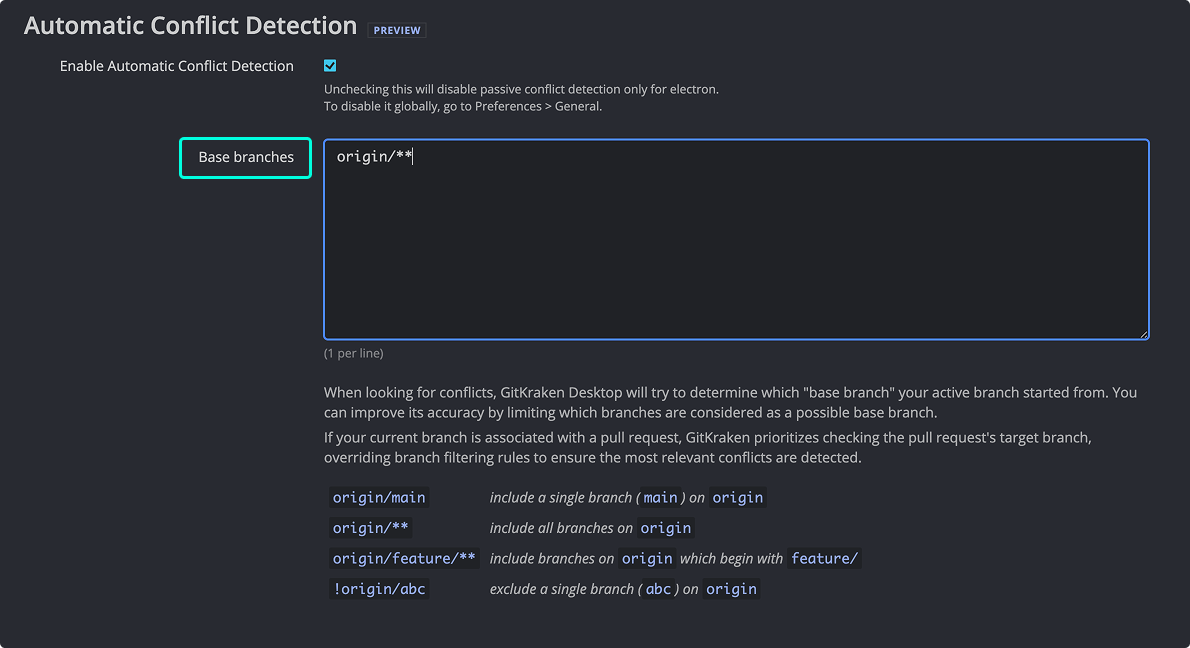 Automatic Conflict Detection PREVIEW
Enable Automatic Conflict Detection
Unchecking this will disable passive conflict detection only for electron.
To disable it globally, go to Preferences > General.
Base branches
origin/**
(1 per line)
When looking for conflicts, GitKraken Desktop will try to determine which "base branch" your active branch started from. You
can improve its accuracy by limiting which branches are considered as a possible base branch.
If your current branch is associated with a pull request, GitKraken prioritizes checking the pull request's target branch,
overriding branch filtering rules to ensure the most relevant conflicts are detected.
origin/main include a single branch ( main ) on origin
origin/** include all branches on origin
origin/feature/** include branches on origin which begin with feature/
!origin/abc exclude a single branch ( abc ) on origin